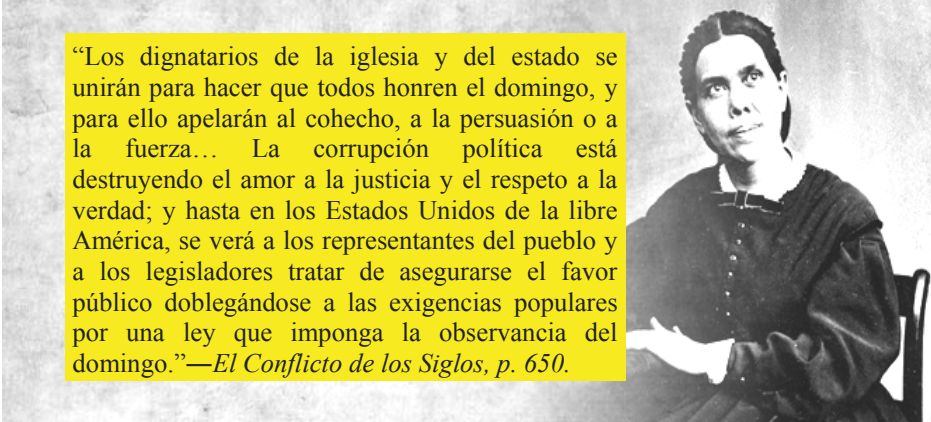 “Los dignatarios de la iglesia y del estado se
unirán para hacer que todos honren el domingo, y
para ello apelarán al cohecho, a la persuasión o a
la fuerza… La corrupción política está
destruyendo el amor a la justicia y el respeto a la
verdad; y hasta en los Estados Unidos de la libre
América, se verá a los representantes del pueblo y
a los legisladores tratar de asegurarse el favor
público doblegándose a las exigencias populares
por una ley que imponga la observancia del
domingo.”—El Conflicto de los Siglos, p. 650.